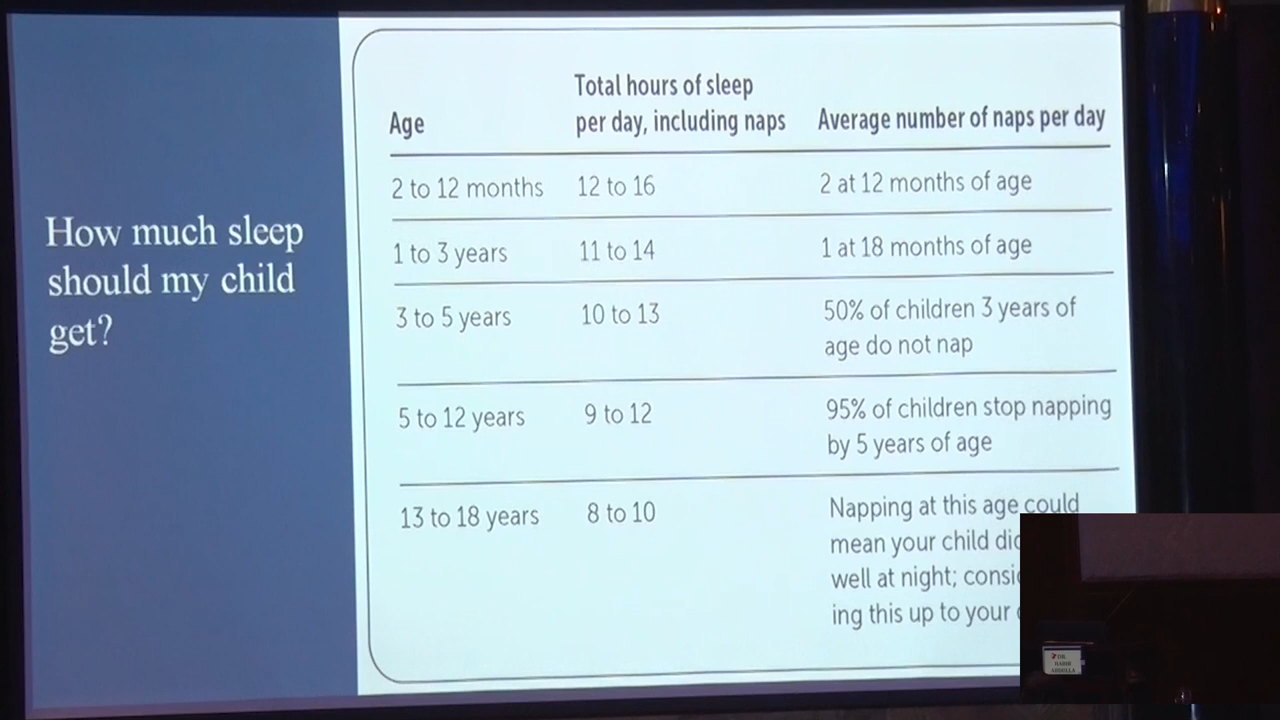 How much sleep
should my child
get?
Age
Total hours of sleep
per day, including naps
Average number of naps per day
2 to 12 months 12 to 16 2 at 12 months of age
1 to 3 years 11 to 14 1 at 18 months of age
3 to 5 years 10 to 13 50% of children 3 years of
age do not nap
5 to 12 years 9 to 12 95% of children stop napping
by 5 years of age
13 to 18 years 8 to 10 Napping at this age could
mean your child
well at night;
ing this up to your
DR.
HABIB
ABDULLA